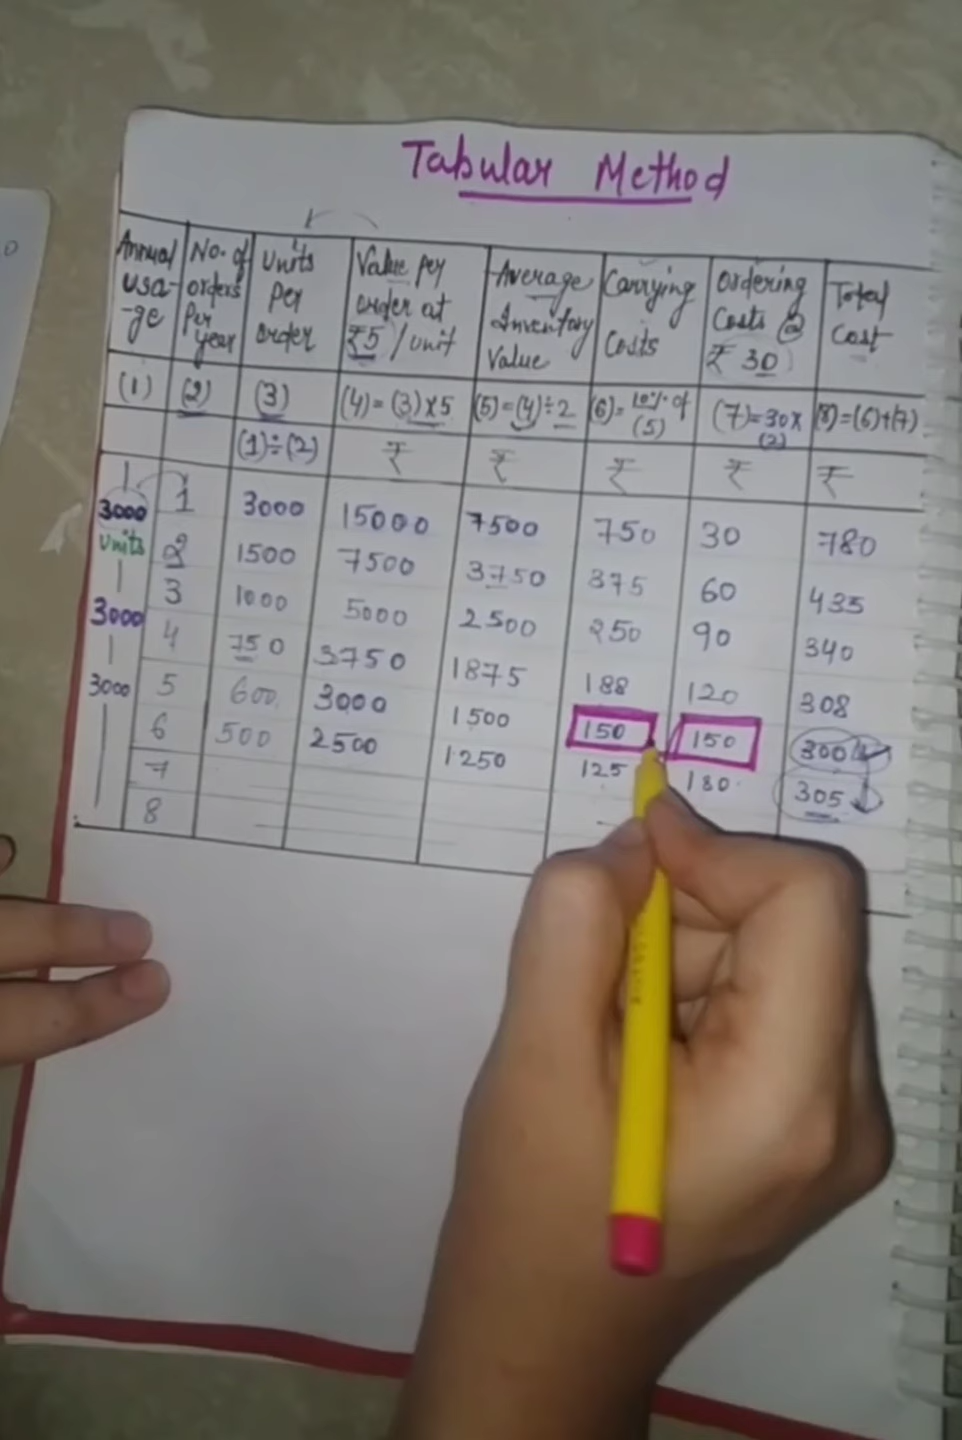 Tabular Method
Annual usa-ge | No. of orders Per year | Units Per order | Value per order at ₹5/unit | Average Inventory Value | Carrying Costs | Ordering Costs @ ₹ 30 | Total Cost
(1) | (2) | (3) | (4)=(3)×5 | (5)=(4)÷2 | (6)=10% of (5) | (7)=30×(2) | (8)=(6)+(7)
(1)÷(2) | ₹ | ₹ | ₹ | ₹ | ₹
3000 units | 1 | 3000 | 15000 | 7500 | 750 | 30 | 780
2 | 1500 | 7500 | 3750 | 375 | 60 | 435
3000 | 3 | 1000 | 5000 | 2500 | 250 | 90 | 340
4 | 750 | 3750 | 1875 | 188 | 120 | 308
3000 | 5 | 600 | 3000 | 1500 | 150 | 150 | 300
6 | 500 | 2500 | 1250 | 125 | 180 | 305
7
8